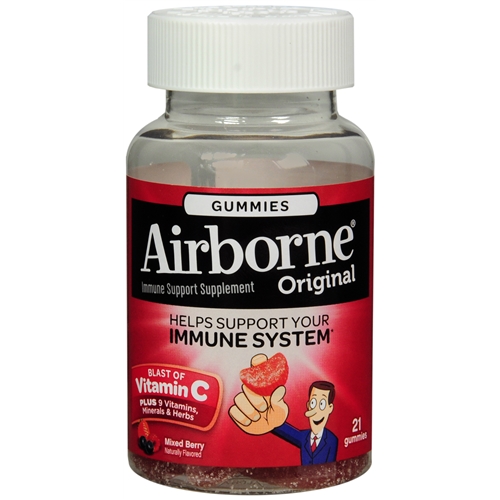 GUMMIES
Airborne®
Original
Immune Support Supplement
HELPS SUPPORT YOUR
IMMUNE SYSTEM*
BLAST OF
Vitamin C
PLUS 9 Vitamins,
Minerals & Herbs
Mixed Berry
Naturally Flavored
21
gummies